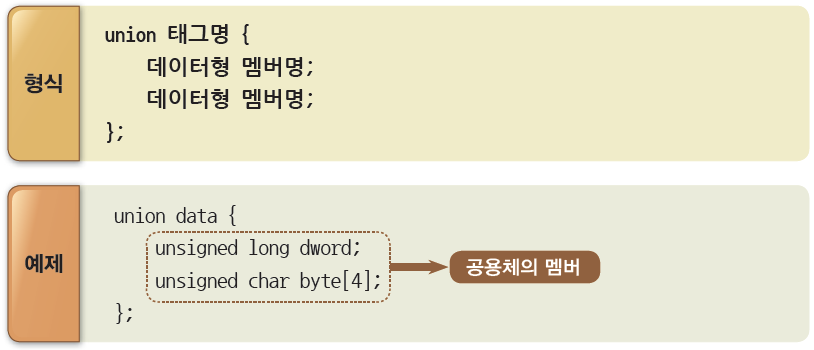 형식
union 태그명 {
데이터형 멤버명;
데이터형 멤버명;
};
예제
union data {
unsigned long dword;
unsigned char byte[4];
};
공용체의 멤버